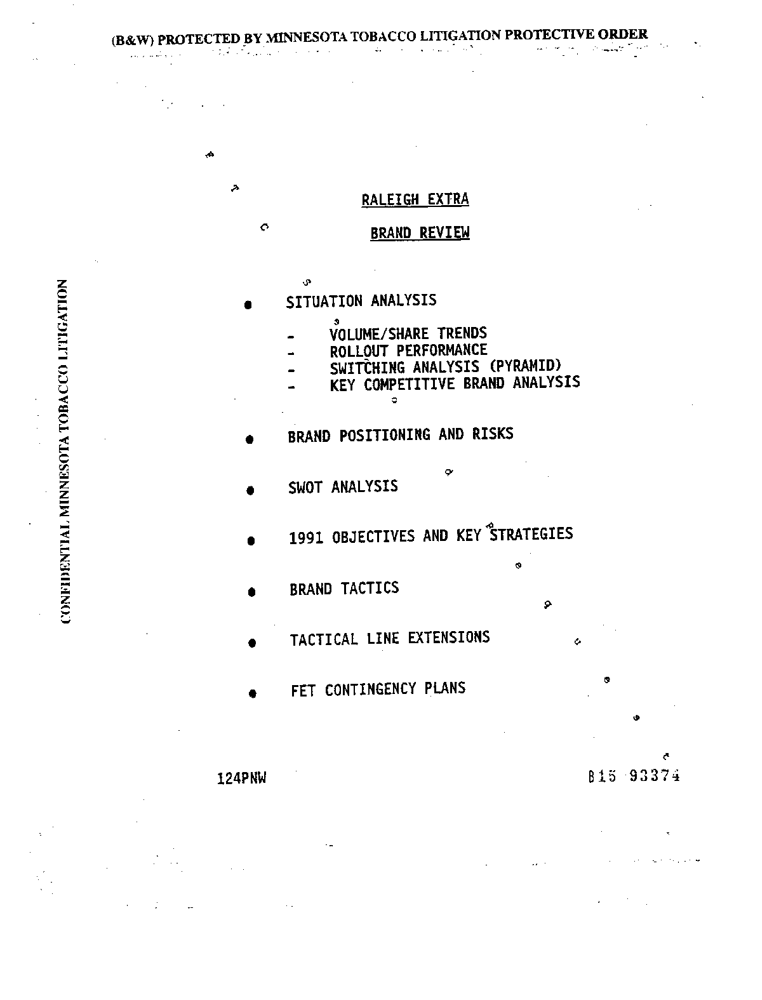 (B&W) PROTECTED BY MINNESOTA TOBACCO LITIGATION PROTECTIVE ORDER
RALEIGH EXTRA
BRAND REVIEW
● SITUATION ANALYSIS
- VOLUME/SHARE TRENDS
- ROLLOUT PERFORMANCE
- SWITCHING ANALYSIS (PYRAMID)
- KEY COMPETITIVE BRAND ANALYSIS
● BRAND POSITIONING AND RISKS
● SWOT ANALYSIS
● 1991 OBJECTIVES AND KEY STRATEGIES
● BRAND TACTICS
● TACTICAL LINE EXTENSIONS
● FET CONTINGENCY PLANS
124PNW
B15 93374
CONFIDENTIAL MINNESOTA TOBACCO LITIGATION